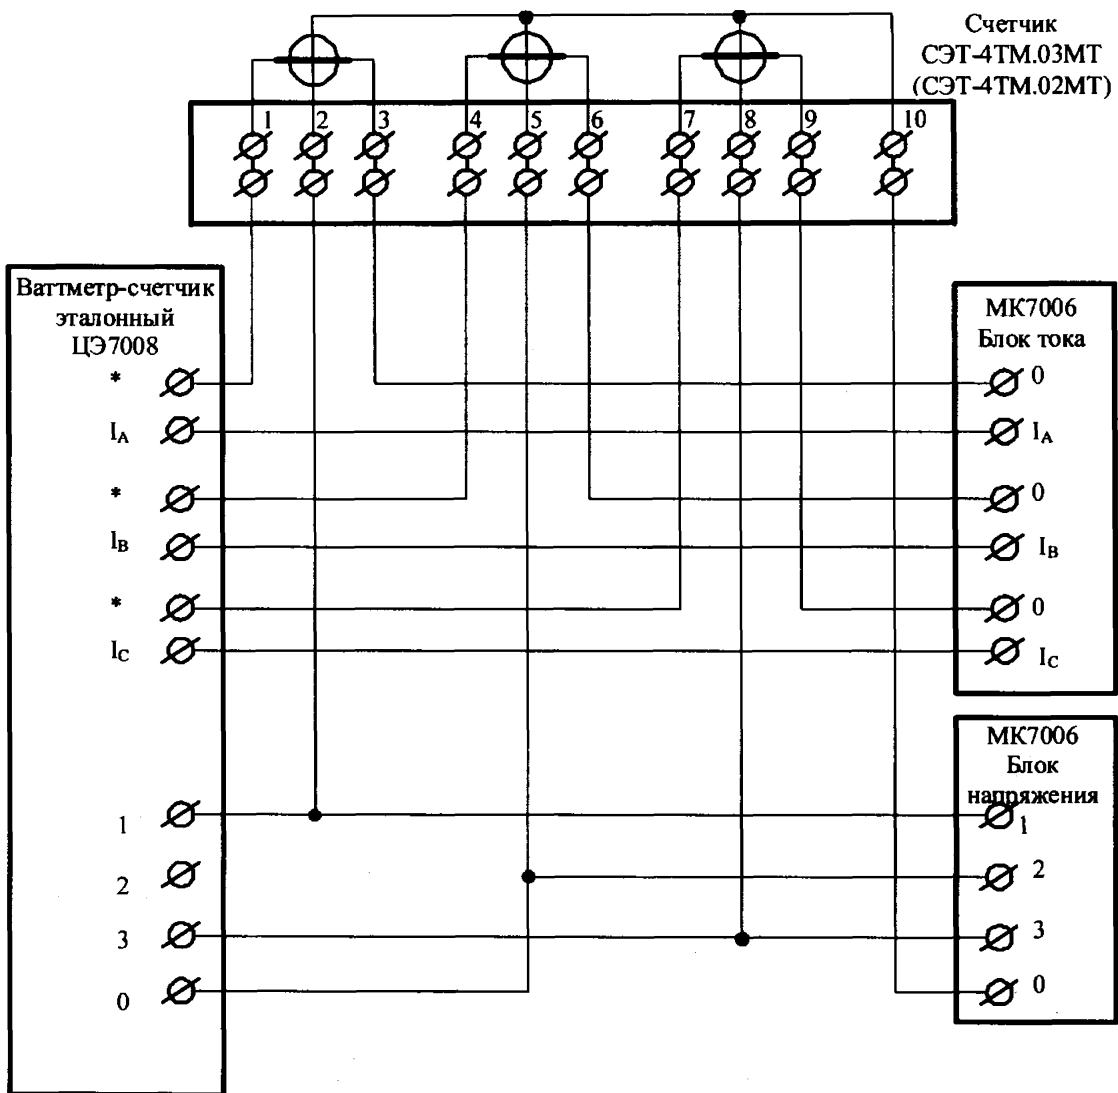 Счетчик
СЭТ-4ТМ.03МТ
(СЭТ-4ТМ.02МТ)
1 2 3 4 5 6 7 8 9 10
Ваттметр-счетчик
эталонный
ЦЭ7008
*
IA
*
IB
*
IC
1
2
3
0
МК7006
Блок тока
0
IA
0
IB
0
IC
МК7006
Блок
напряжения
1
2
3
0